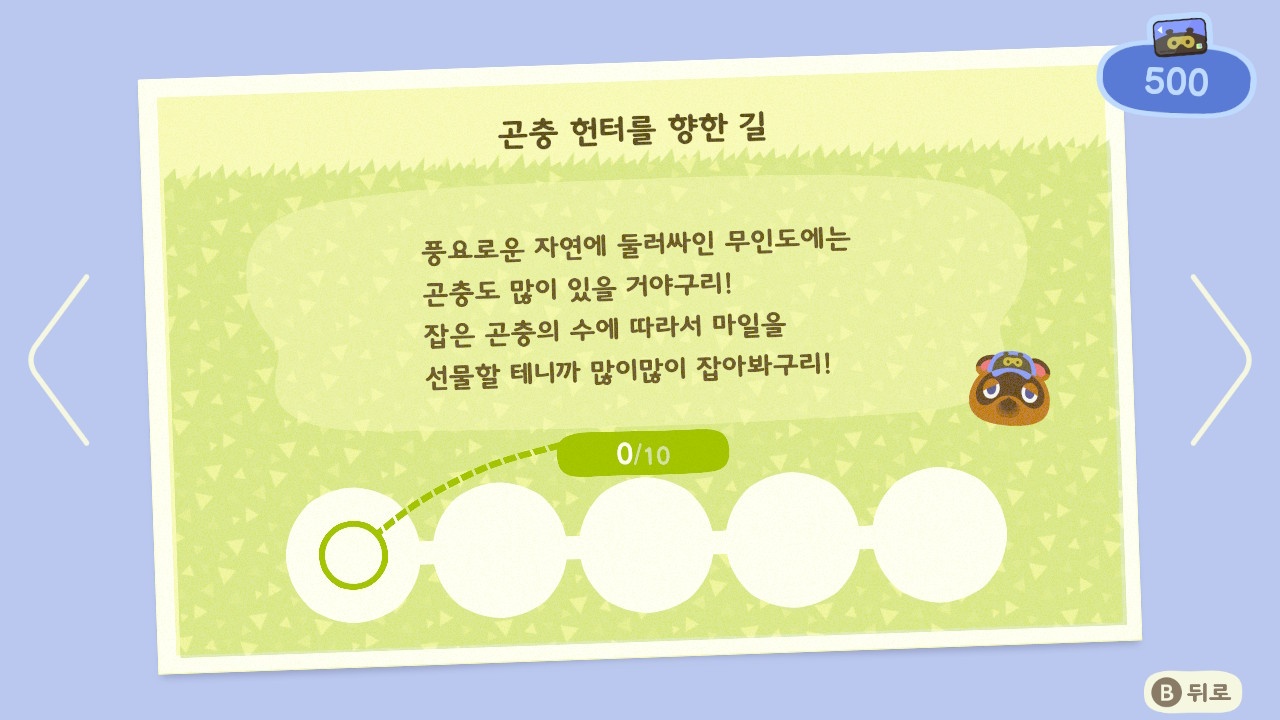 500
곤충 헌터를 향한 길
풍요로운 자연에 둘러싸인 무인도에는
곤충도 많이 있을 거야구리!
잡은 곤충의 수에 따라서 마일을
선물할 테니까 많이많이 잡아봐구리!
0/10
B 뒤로